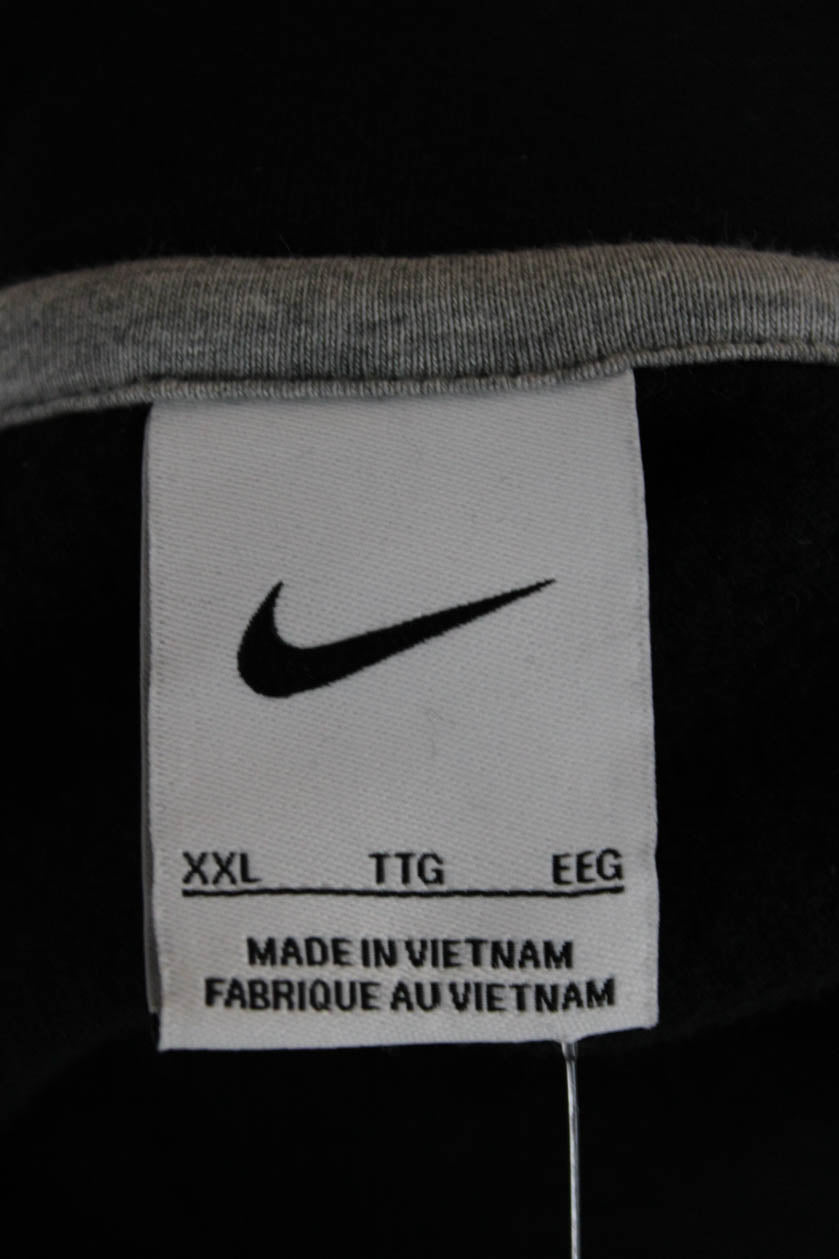 XXL TTG EEG
MADE IN VIETNAM
FABRIQUE AU VIETNAM